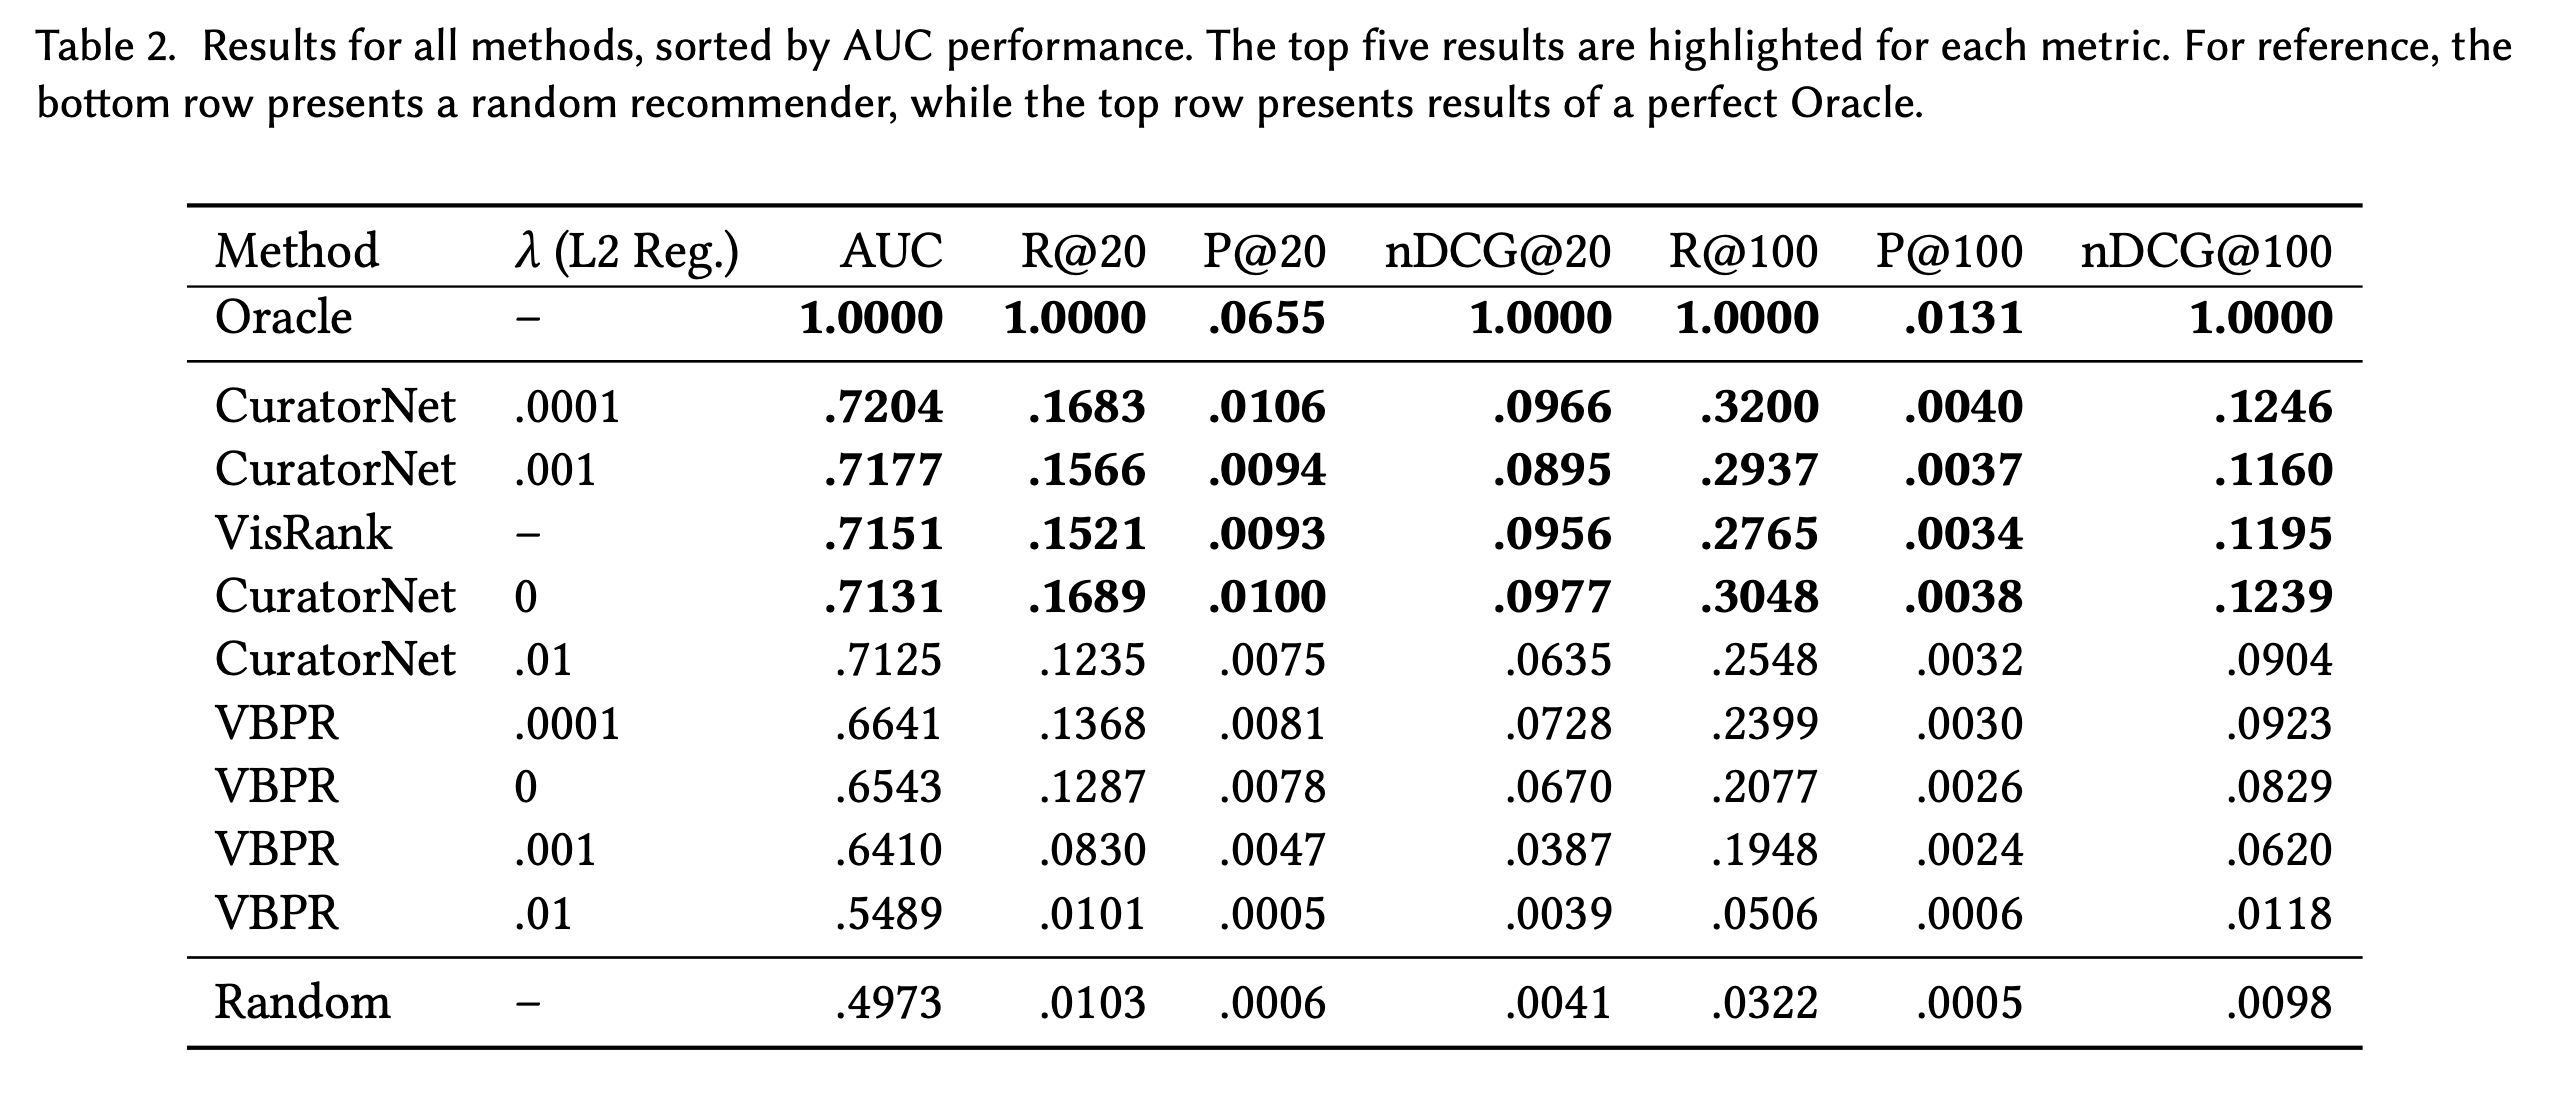 Table 2. Results for all methods, sorted by AUC performance. The top five results are highlighted for each metric. For reference, the
bottom row presents a random recommender, while the top row presents results of a perfect Oracle.
Method λ (L2 Reg.) AUC R@20 P@20 nDCG@20 R@100 P@100 nDCG@100
Oracle – 1.0000 1.0000 .0655 1.0000 1.0000 .0131 1.0000
CuratorNet .0001 .7204 .1683 .0106 .0966 .3200 .0040 .1246
CuratorNet .001 .7177 .1566 .0094 .0895 .2937 .0037 .1160
VisRank – .7151 .1521 .0093 .0956 .2765 .0034 .1195
CuratorNet 0 .7131 .1689 .0100 .0977 .3048 .0038 .1239
CuratorNet .01 .7125 .1235 .0075 .0635 .2548 .0032 .0904
VBPR .0001 .6641 .1368 .0081 .0728 .2399 .0030 .0923
VBPR 0 .6543 .1287 .0078 .0670 .2077 .0026 .0829
VBPR .001 .6410 .0830 .0047 .0387 .1948 .0024 .0620
VBPR .01 .5489 .0101 .0005 .0039 .0506 .0006 .0118
Random – .4973 .0103 .0006 .0041 .0322 .0005 .0098